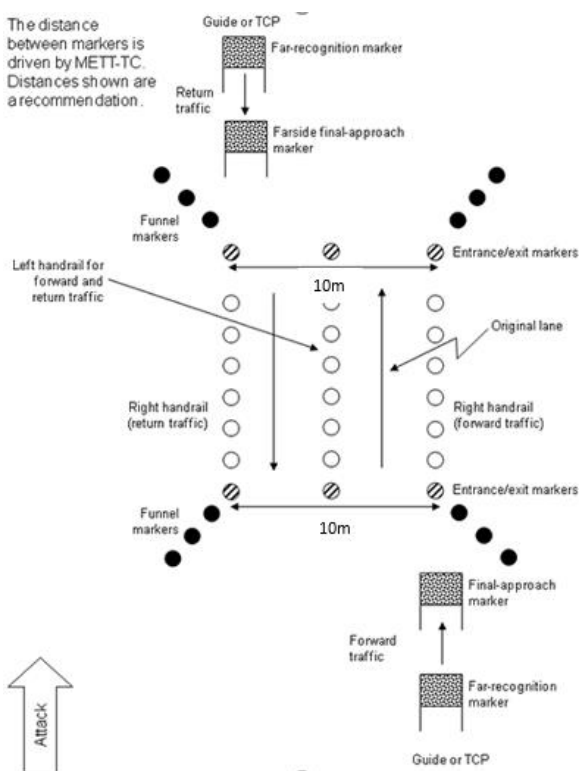 The distance
between markers is
driven by METT-TC.
Distances shown are
a recommendation.
Guide or TCP
Far-recognition marker
Return
traffic
Farside final-approach
marker
Funnel
markers
Entrance/exit markers
Left handrail for
forward and
return traffic
10m
Original lane
Right handrail
(return traffic)
Right handrail
(forward traffic)
Entrance/exit markers
Funnel
markers
10m
Final-approach
marker
Forward
traffic
Far-recognition
marker
Attack
Guide or TCP